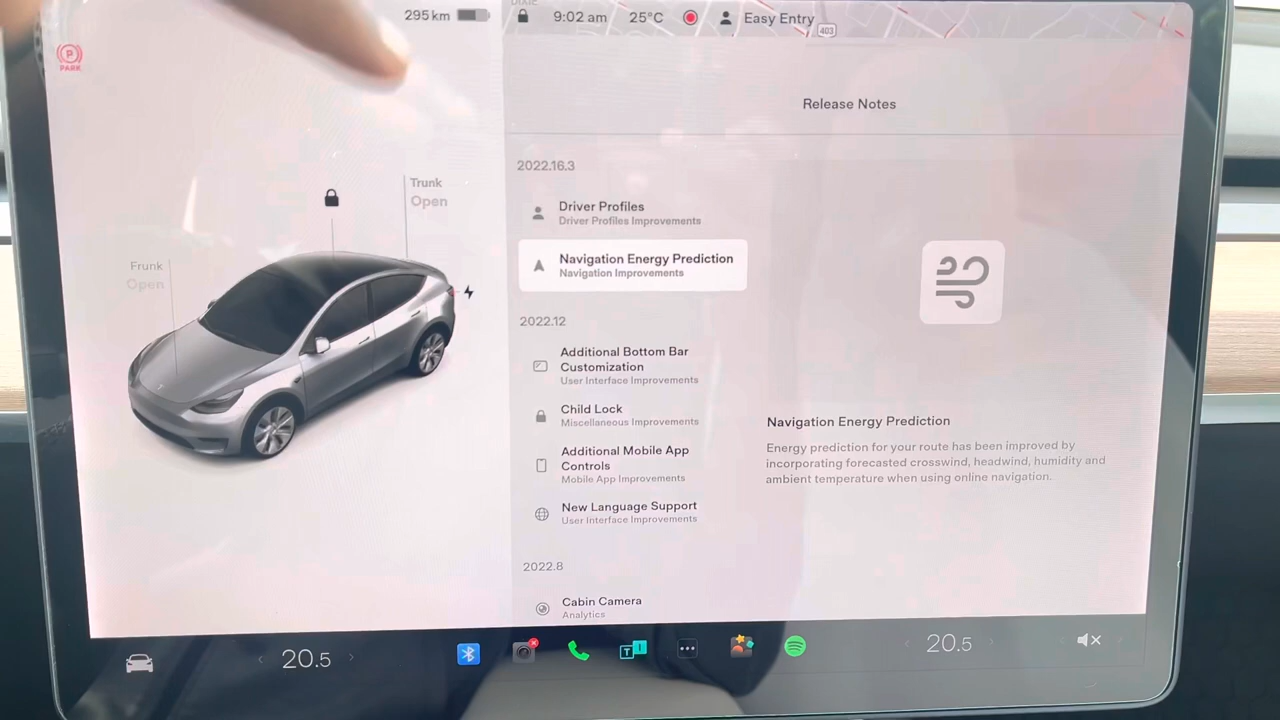 295 km
9:02 am
25°C
Easy Entry
403
P
PARK
Release Notes
Trunk
Open
Frunk
Open
2022.16.3
Driver Profiles
Driver Profiles Improvements
Navigation Energy Prediction
Navigation Improvements
2022.12
Additional Bottom Bar
Customization
User Interface Improvements
Child Lock
Miscellaneous Improvements
Additional Mobile App
Controls
Mobile App Improvements
New Language Support
User Interface Improvements
2022.8
Cabin Camera
Analytics
Navigation Energy Prediction
Energy prediction for your route has been improved by
incorporating forecasted crosswind, headwind, humidity and
ambient temperature when using online navigation.
20.5
T
20.5